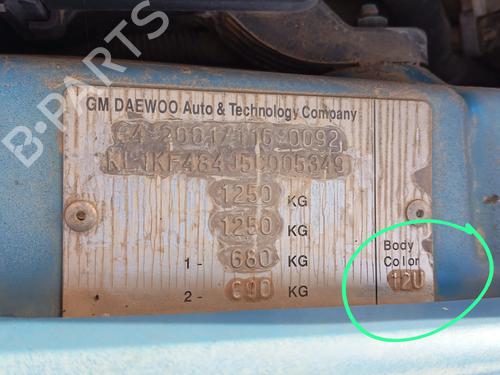 B-PARTS
GM DAEWOO Auto & Technology Company
KL1KF484J5C005349
1250 KG
1250 KG
1- 680 KG
2- 690 KG
Body
Color
12U